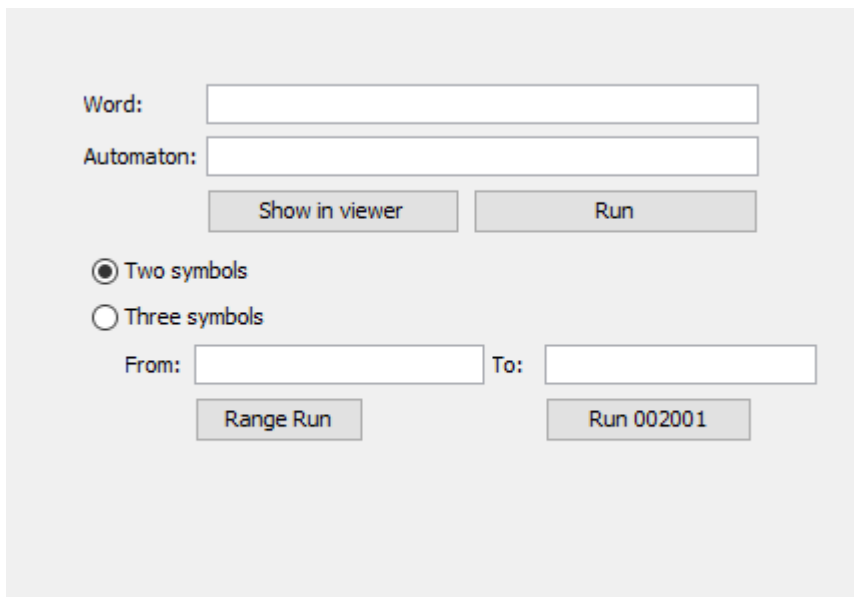 Word:
Automaton:
Show in viewer Run
Two symbols
Three symbols
From: To:
Range Run Run 002001